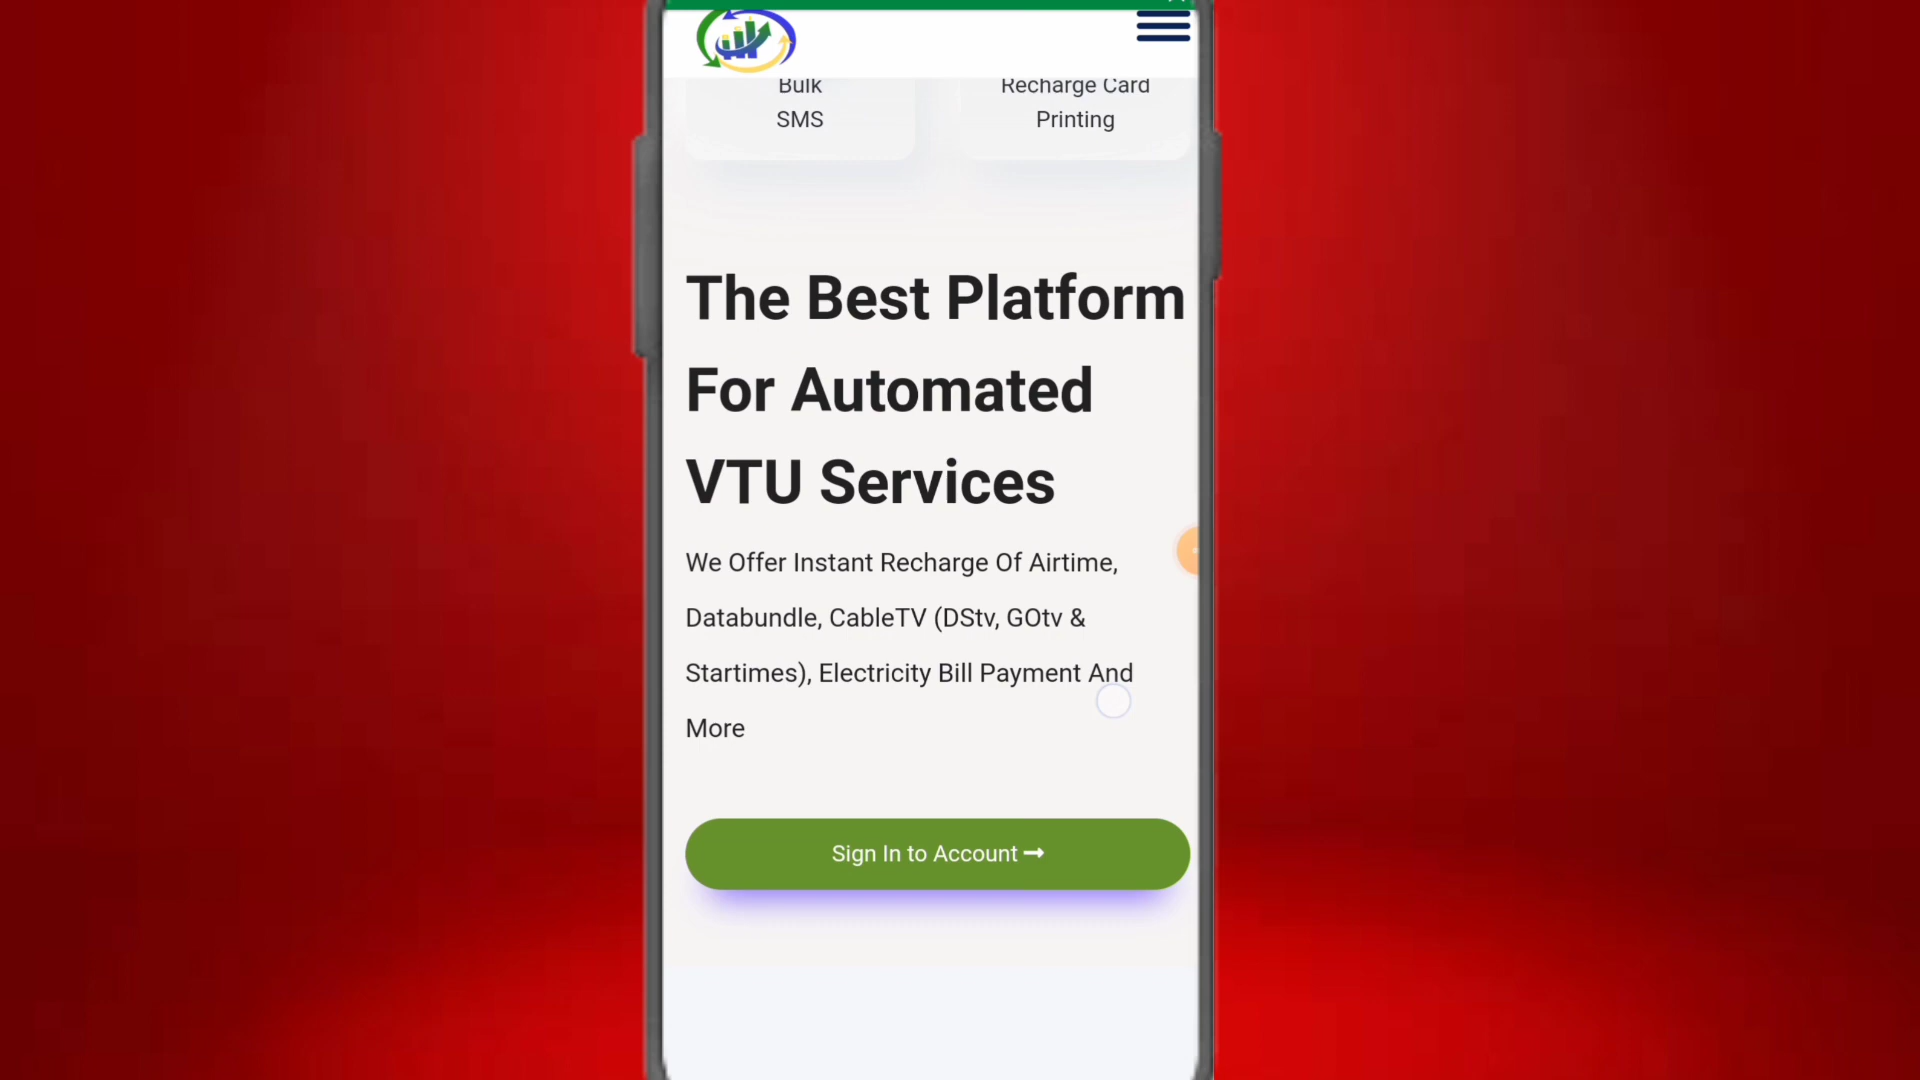 Bulk
SMS
Recharge Card
Printing
The Best Platform
For Automated
VTU Services
We Offer Instant Recharge Of Airtime,
Databundle, CableTV (DStv, GOtv &
Startimes), Electricity Bill Payment And
More
Sign In to Account